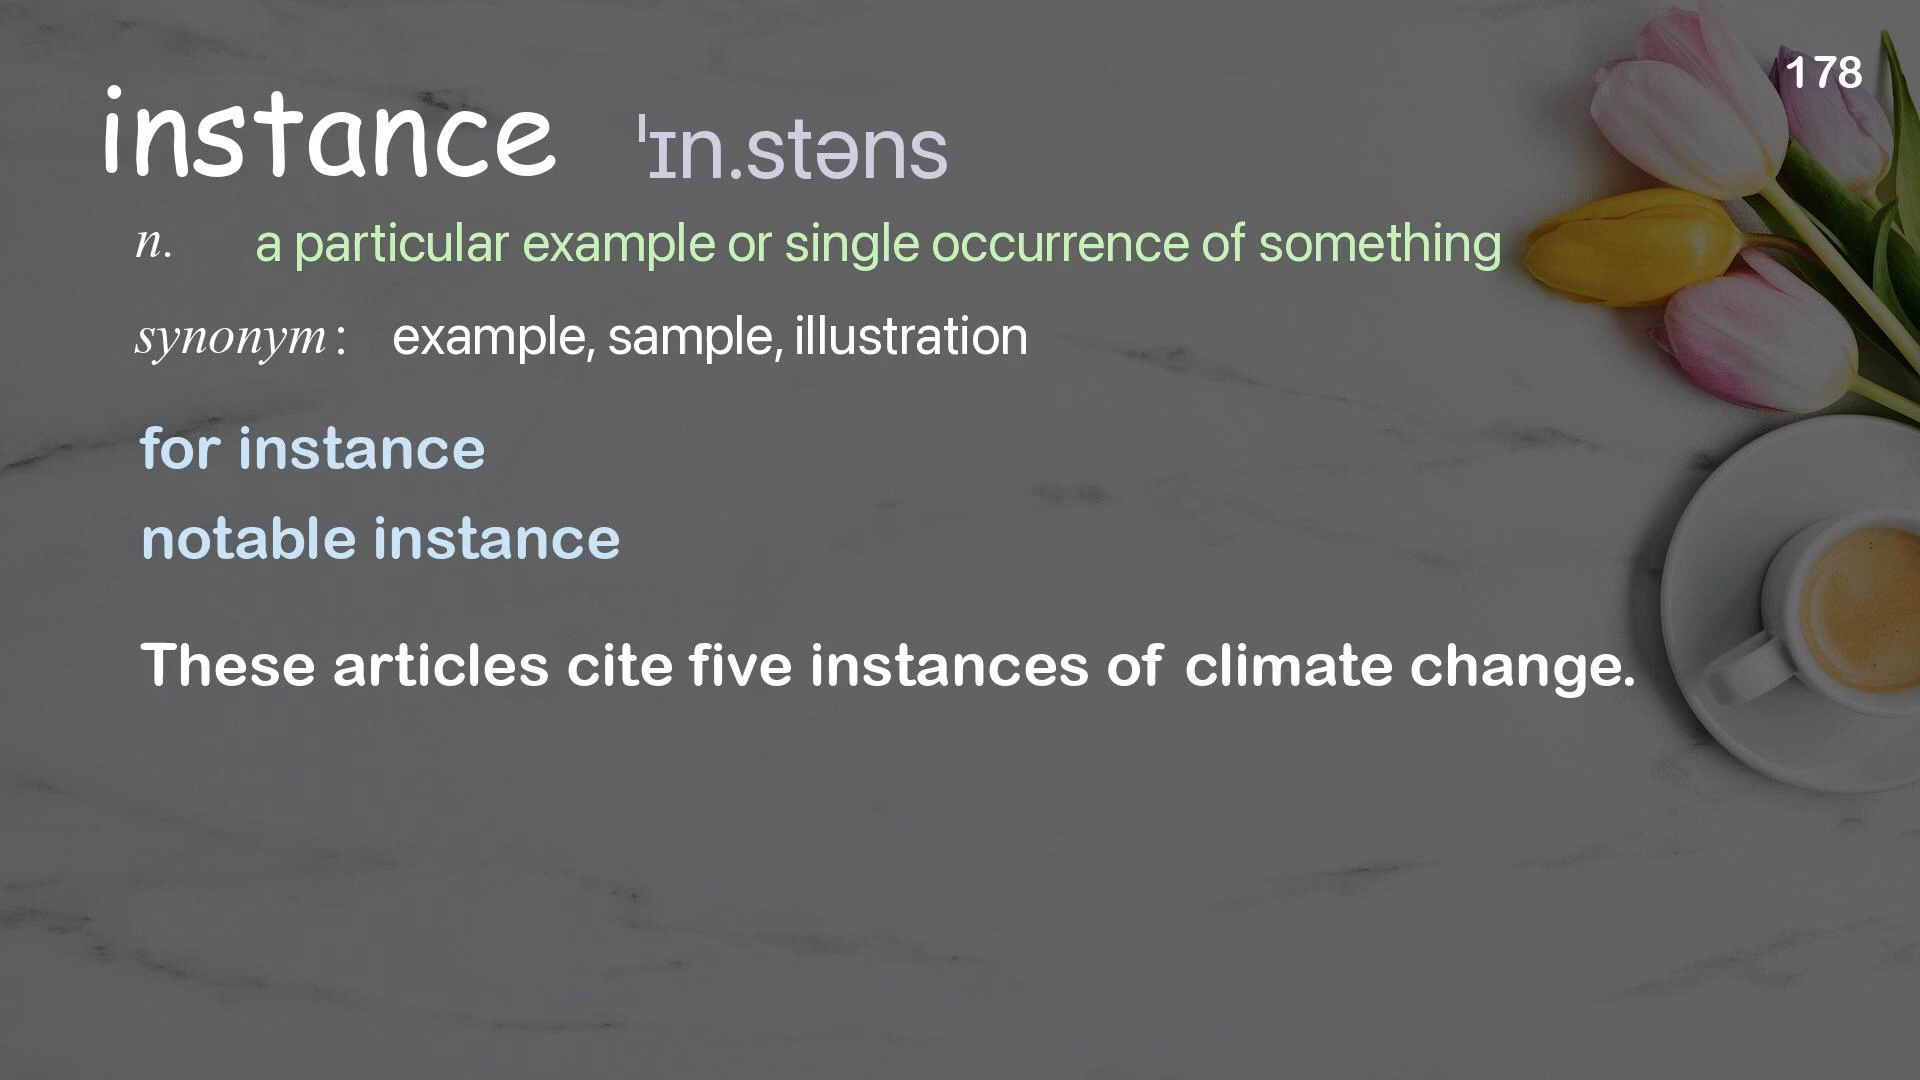 178
instance ˈɪn.stəns
n. a particular example or single occurrence of something
synonym: example, sample, illustration
for instance
notable instance
These articles cite five instances of climate change.